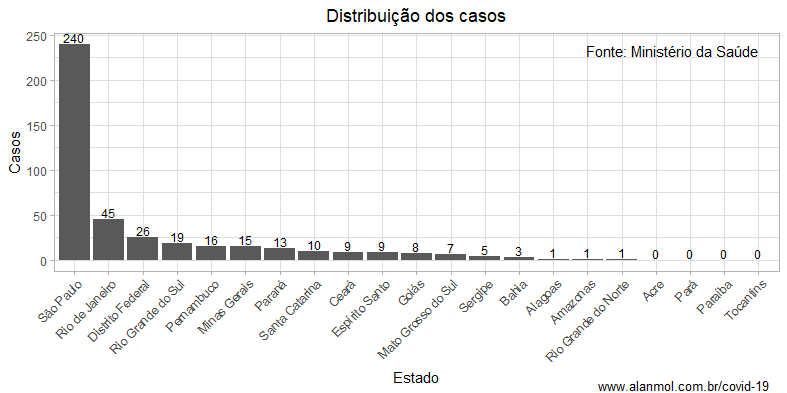 Distribuição dos casos
Fonte: Ministério da Saúde
Casos
250
200
150
100
50
0
240
45
26
19
16
15
13
10
9
9
8
7
5
3
1
1
1
0
0
0
0
São Paulo
Rio de Janeiro
Distrito Federal
Rio Grande do Sul
Pernambuco
Minas Gerais
Paraná
Santa Catarina
Ceará
Espírito Santo
Goiás
Mato Grosso do Sul
Sergipe
Bahia
Alagoas
Amazonas
Rio Grande do Norte
Acre
Pará
Paraíba
Tocantins
Estado
www.alanmol.com.br/covid-19